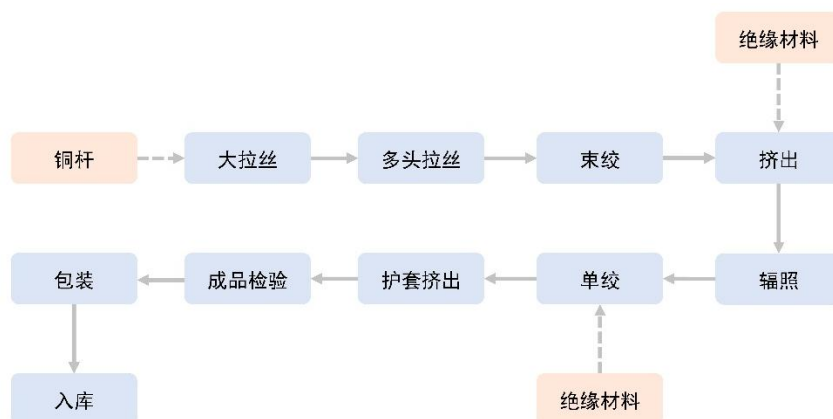 绝缘材料
铜杆
大拉丝
多头拉丝
束绞
挤出
包装
成品检验
护套挤出
单绞
辐照
入库
绝缘材料